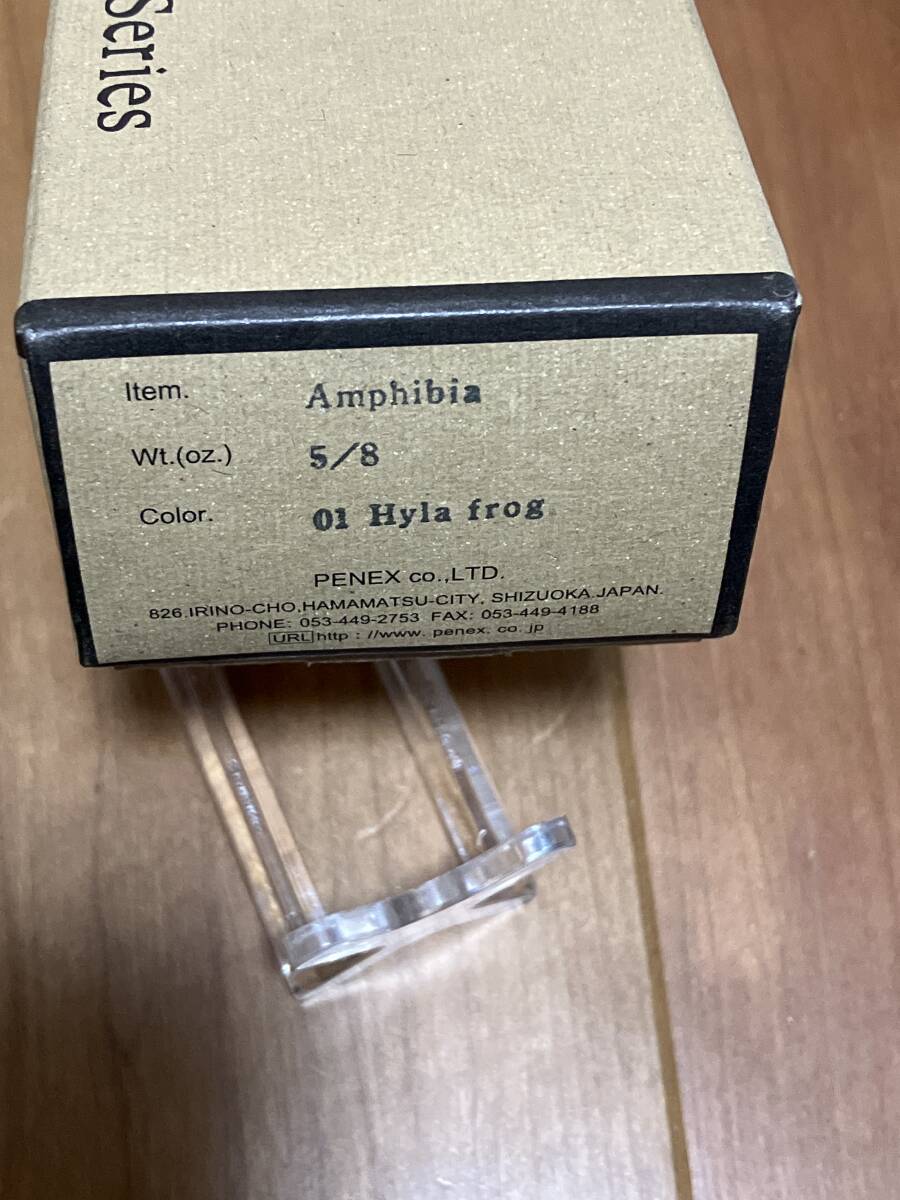 Series
Item. Amphibia
Wt.(oz.) 5/8
Color. 01 Hyla frog
PENEX co.,LTD.
826.IRINO-CHO,HAMAMATSU-CITY, SHIZUOKA.JAPAN.
PHONE: 053-449-2753 FAX: 053-449-4188
URL http : //www. penex. co. jp